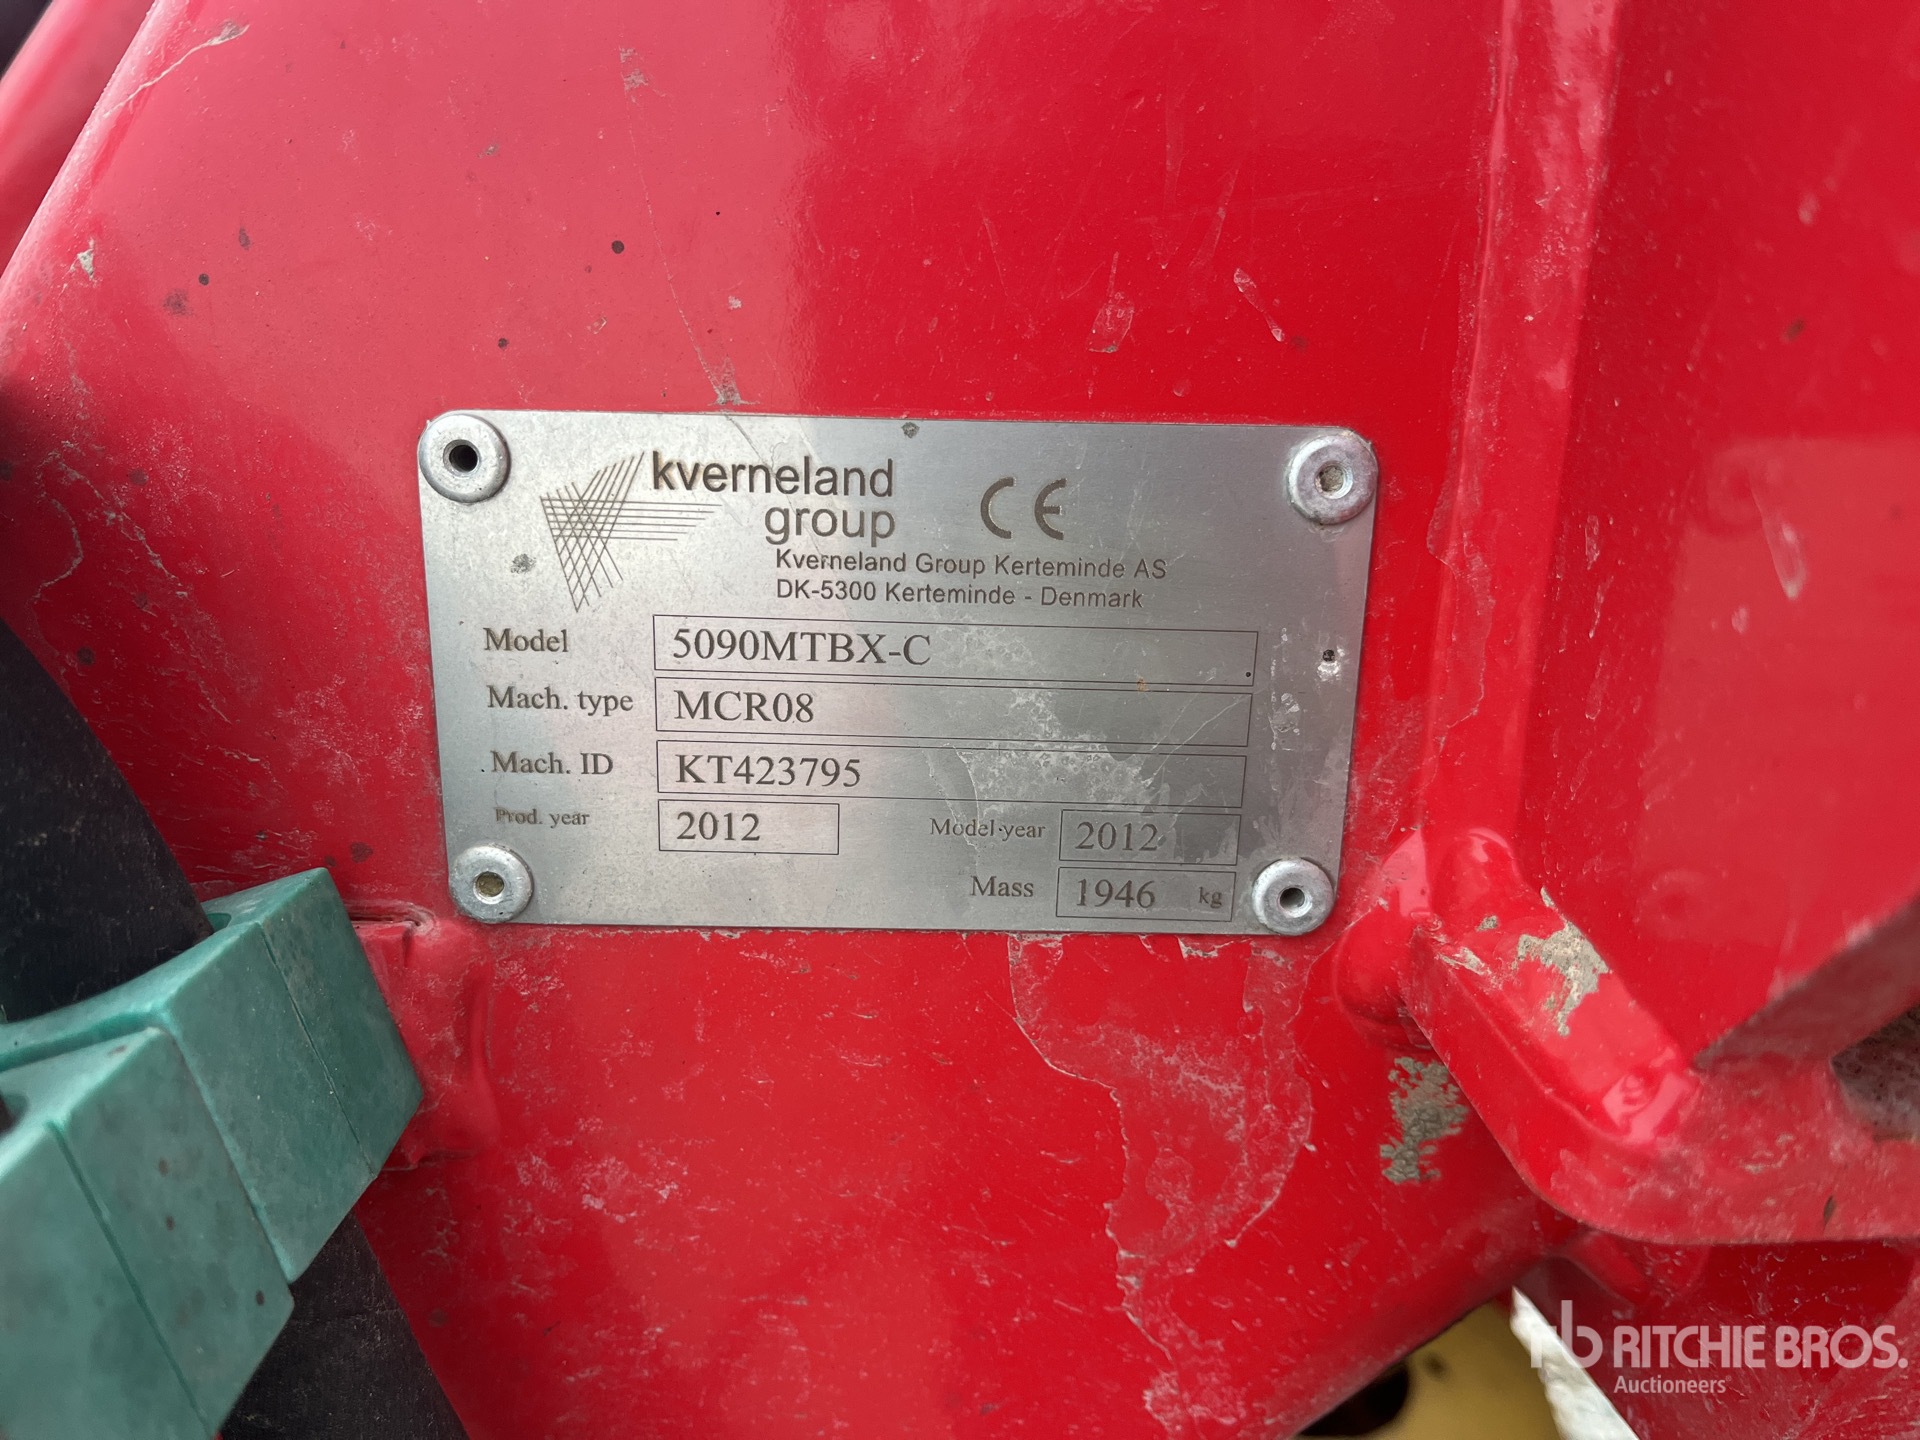 kverneland
group
CE
Kverneland Group Kerteminde AS
DK-5300 Kerteminde - Denmark
Model 5090MTBX-C
Mach. type MCR08
Mach. ID KT423795
Prod. year 2012 Model year 2012
Mass 1946 kg
rb RITCHIE BROS.
Auctioneers